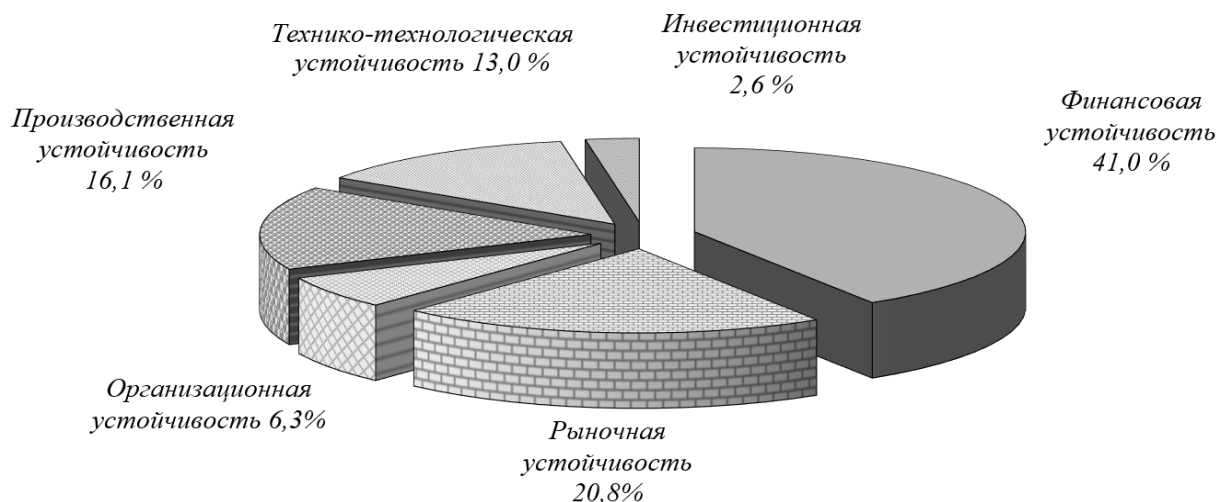 Технико-технологическая
устойчивость 13,0 %
Инвестиционная
устойчивость
2,6 %
Финансовая
устойчивость
41,0 %
Производственная
устойчивость
16,1 %
Организационная
устойчивость 6,3%
Рыночная
устойчивость
20,8%